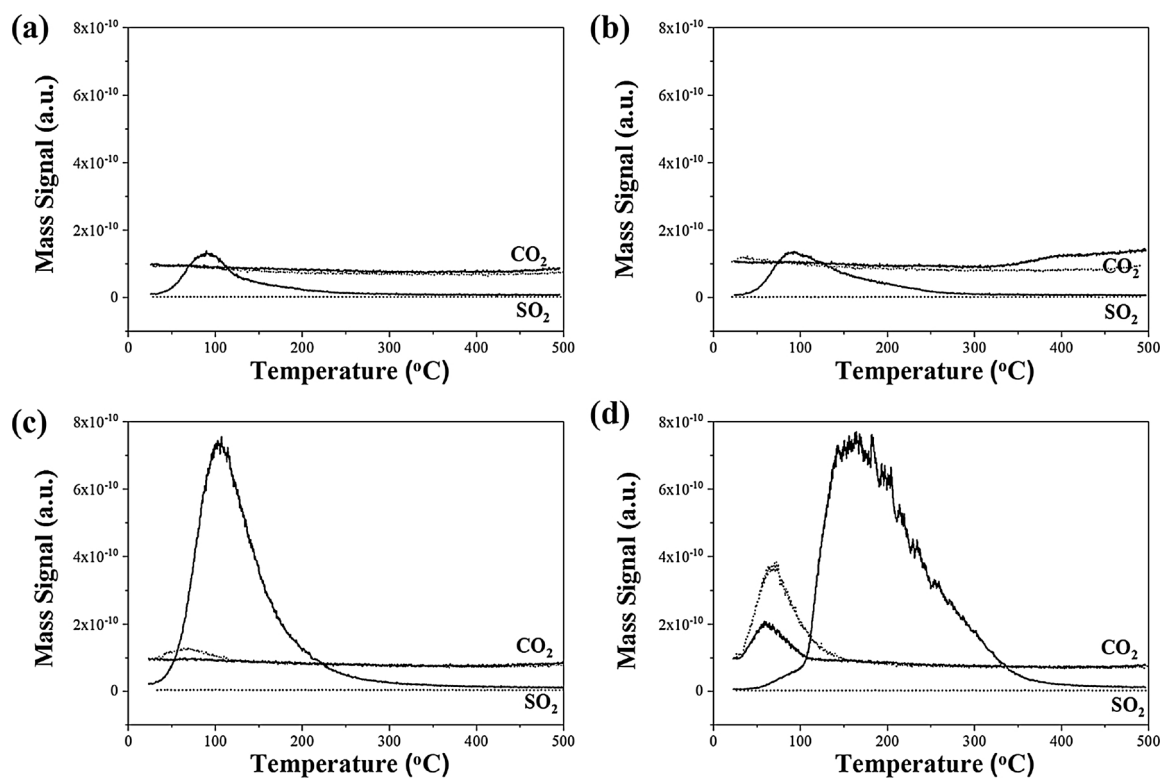 (a)
8x10-10
6x10-10
4x10-10
2x10-10
0
Mass Signal (a.u.)
CO2
SO2
0 100 200 300 400 500
Temperature (oC)
(b)
8x10-10
6x10-10
4x10-10
2x10-10
0
Mass Signal (a.u.)
CO2
SO2
0 100 200 300 400 500
Temperature (oC)
(c)
8x10-10
6x10-10
4x10-10
2x10-10
0
Mass Signal (a.u.)
CO2
SO2
0 100 200 300 400 500
Temperature (oC)
(d)
8x10-10
6x10-10
4x10-10
2x10-10
0
Mass Signal (a.u.)
CO2
SO2
0 100 200 300 400 500
Temperature (oC)